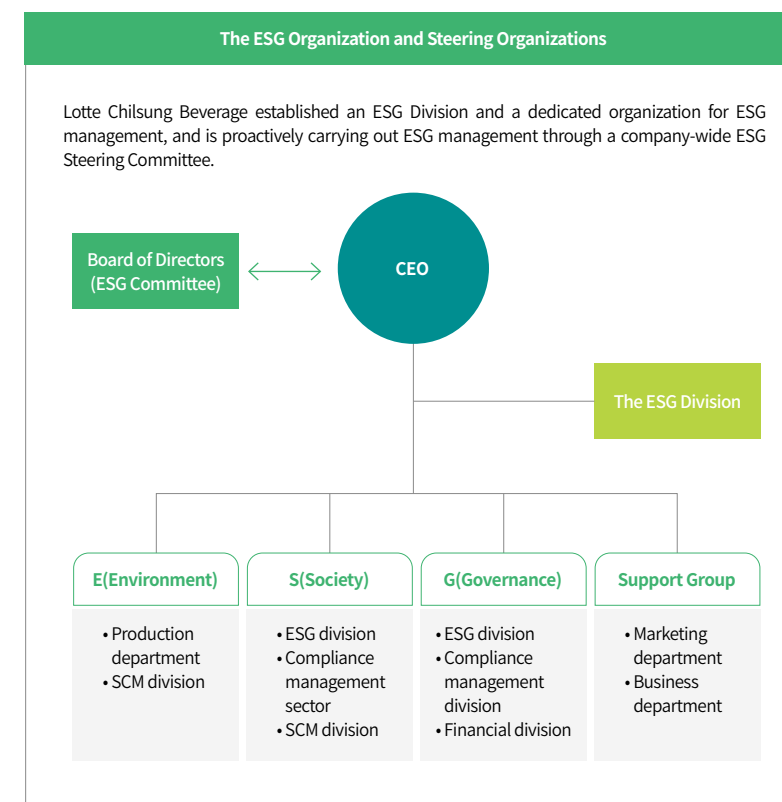 The ESG Organization and Steering Organizations
Lotte Chilsung Beverage established an ESG Division and a dedicated organization for ESG
management, and is proactively carrying out ESG management through a company-wide ESG
Steering Committee.
Board of Directors
(ESG Committee)
CEO
The ESG Division
E(Environment)
• Production
department
• SCM division
S(Society)
• ESG division
• Compliance
management
sector
• SCM division
G(Governance)
• ESG division
• Compliance
management
division
• Financial division
Support Group
• Marketing
department
• Business
department